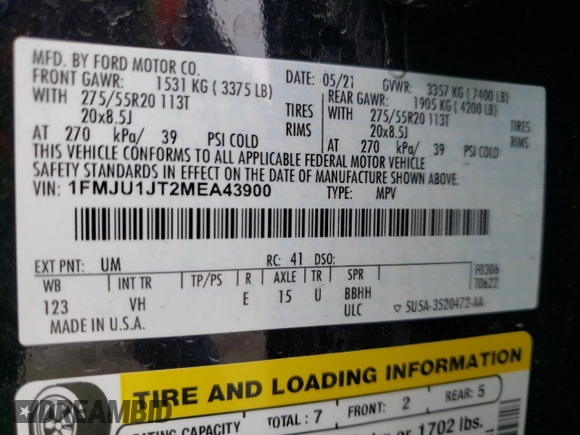 MFD. BY FORD MOTOR CO.
DATE: 05/21 GVWR: 3357 KG (7400 LB)
FRONT GAWR: 1531 KG (3375 LB) REAR GAWR: 1905 KG (4200 LB)
WITH 275/55R20 113T TIRES WITH 275/55R20 113T TIRES
20x8.5J RIMS 20x8.5J RIMS
AT 270 kPa/ 39 PSI COLD AT 270 kPa/ 39 PSI COLD
THIS VEHICLE CONFORMS TO ALL APPLICABLE FEDERAL MOTOR VEHICLE
SAFETY STANDARDS IN EFFECT ON THE DATE OF MANUFACTURE SHOWN ABOVE.
VIN: 1FMJU1JT2MEA43900 TYPE: MPV
EXT PNT: UM RC: 41 DSO:
WB INT TR TP/PS R AXLE TR SPR F0306
T0622
123 VH E 15 U BBHH
ULC 5U5A-3520472-AA
MADE IN U.S.A.
TIRE AND LOADING INFORMATION
SEATING CAPACITY TOTAL: 7 FRONT: 2 REAR: 5
kg or 1702 lbs.
DREAMBID